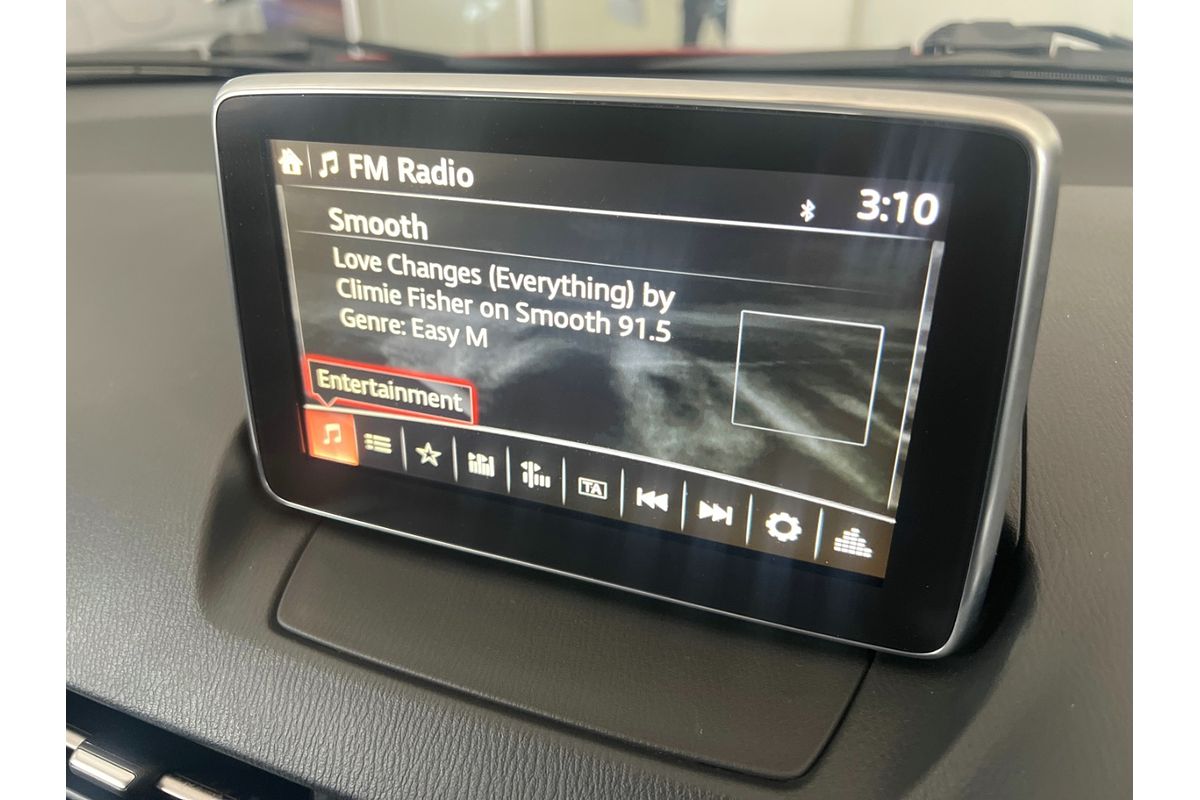 FM Radio
3:10
Smooth
Love Changes (Everything) by
Climie Fisher on Smooth 91.5
Genre: Easy M
Entertainment
TA